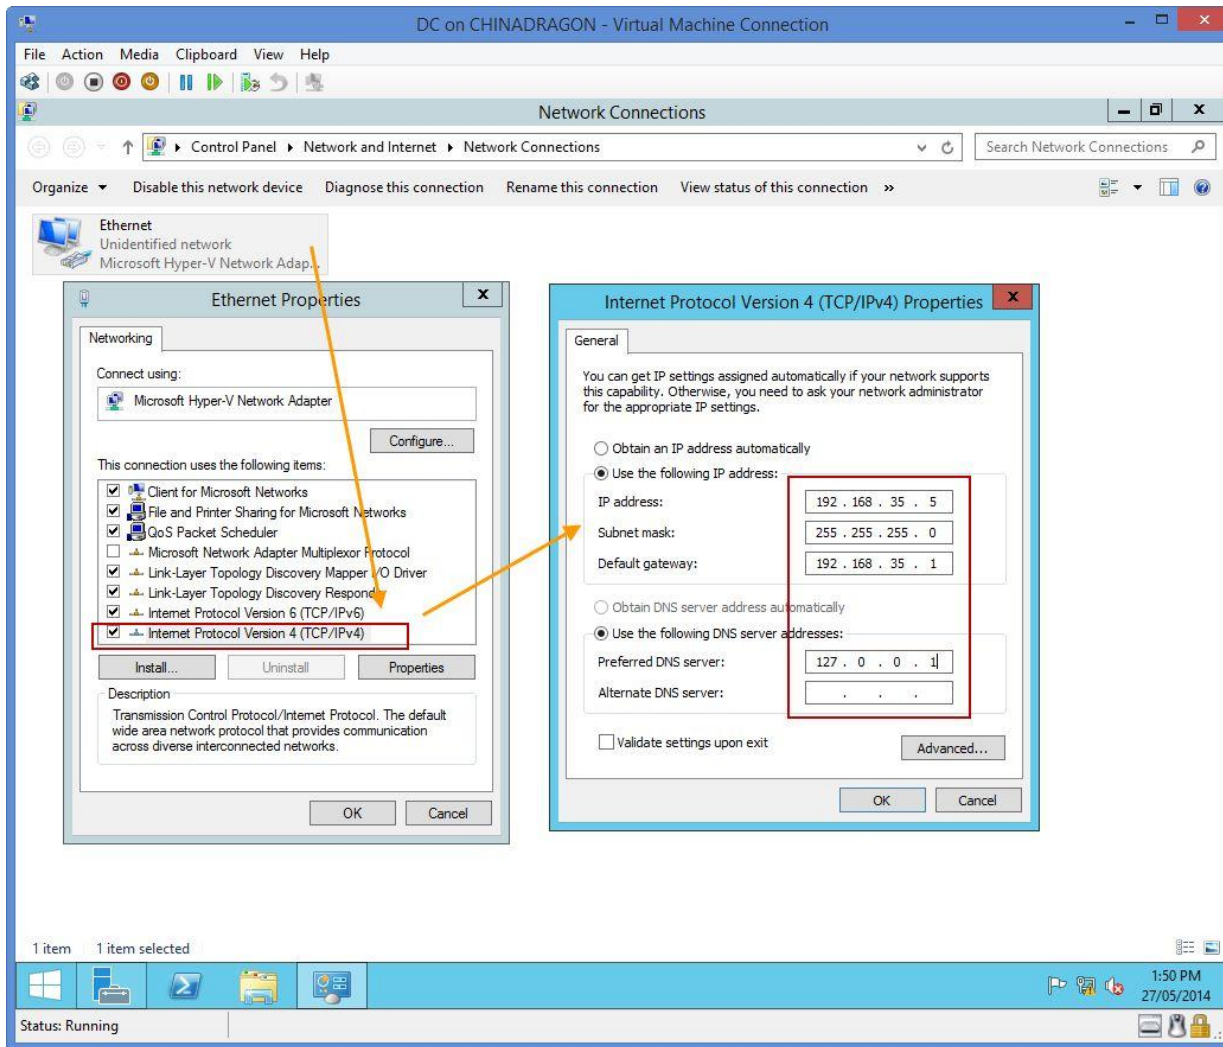 DC on CHINADRAGON - Virtual Machine Connection
File Action Media Clipboard View Help
Network Connections
Control Panel Network and Internet Network Connections
Search Network Connections
Organize Disable this network device Diagnose this connection Rename this connection View status of this connection »
Ethernet
Unidentified network
Microsoft Hyper-V Network Adap...
Ethernet Properties
Networking
Connect using:
Microsoft Hyper-V Network Adapter
Configure...
This connection uses the following items:
Client for Microsoft Networks
File and Printer Sharing for Microsoft Networks
QoS Packet Scheduler
Microsoft Network Adapter Multiplexor Protocol
Link-Layer Topology Discovery Mapper I/O Driver
Link-Layer Topology Discovery Responder
Internet Protocol Version 6 (TCP/IPv6)
Internet Protocol Version 4 (TCP/IPv4)
Install... Uninstall Properties
Description
Transmission Control Protocol/Internet Protocol. The default
wide area network protocol that provides communication
across diverse interconnected networks.
OK Cancel
Internet Protocol Version 4 (TCP/IPv4) Properties
General
You can get IP settings assigned automatically if your network supports
this capability. Otherwise, you need to ask your network administrator
for the appropriate IP settings.
Obtain an IP address automatically
Use the following IP address:
IP address: 192 . 168 . 35 . 5
Subnet mask: 255 . 255 . 255 . 0
Default gateway: 192 . 168 . 35 . 1
Obtain DNS server address automatically
Use the following DNS server addresses:
Preferred DNS server: 127 . 0 . 0 . 1
Alternate DNS server: . . .
Validate settings upon exit
Advanced...
OK Cancel
1 item 1 item selected
1:50 PM
27/05/2014
Status: Running